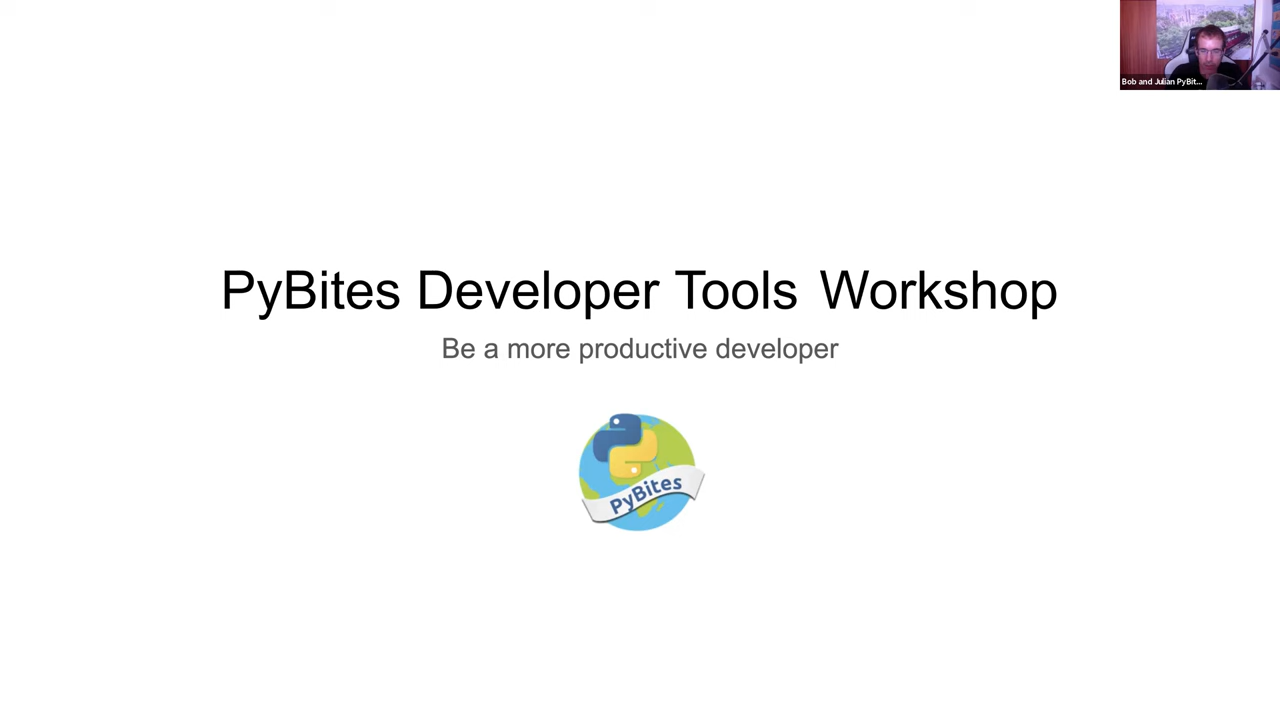 Bob and Julian PyBit...
PyBites Developer Tools Workshop
Be a more productive developer
PyBites